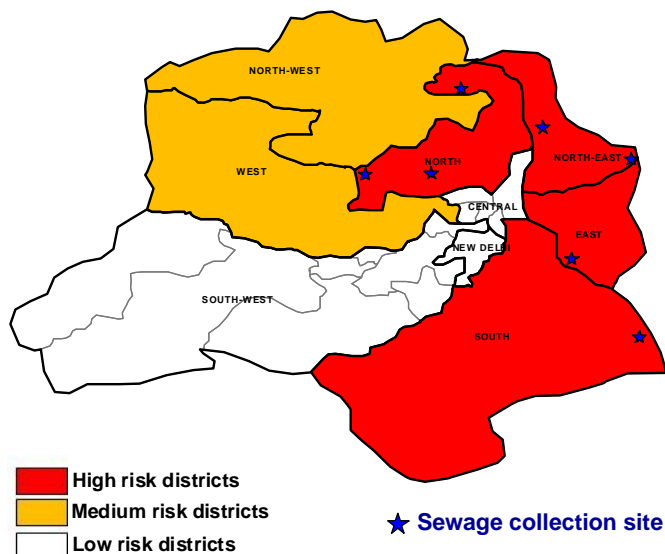 NORTH-WEST
WEST
NORTH
NORTH-EAST
CENTRAL
EAST
NEW DELHI
SOUTH-WEST
SOUTH
High risk districts
Medium risk districts
Low risk districts
Sewage collection site